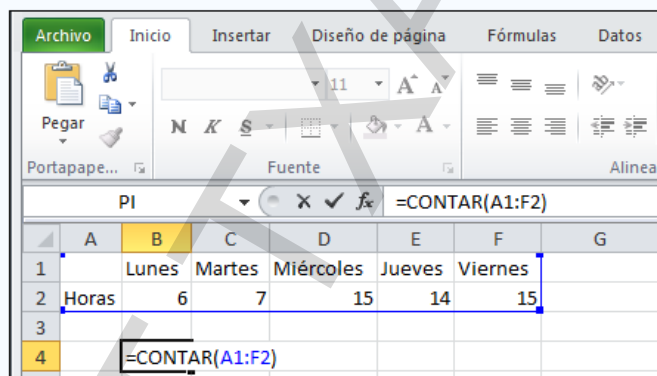 Archivo Inicio Insertar Diseño de página Fórmulas Datos
11 A A
Pegar N K S A
Portapape... Fuente Alinea
PI fx =CONTAR(A1:F2)
A B C D E F G
1 Lunes Martes Miércoles Jueves Viernes
2 Horas 6 7 15 14 15
3
4 =CONTAR(A1:F2)